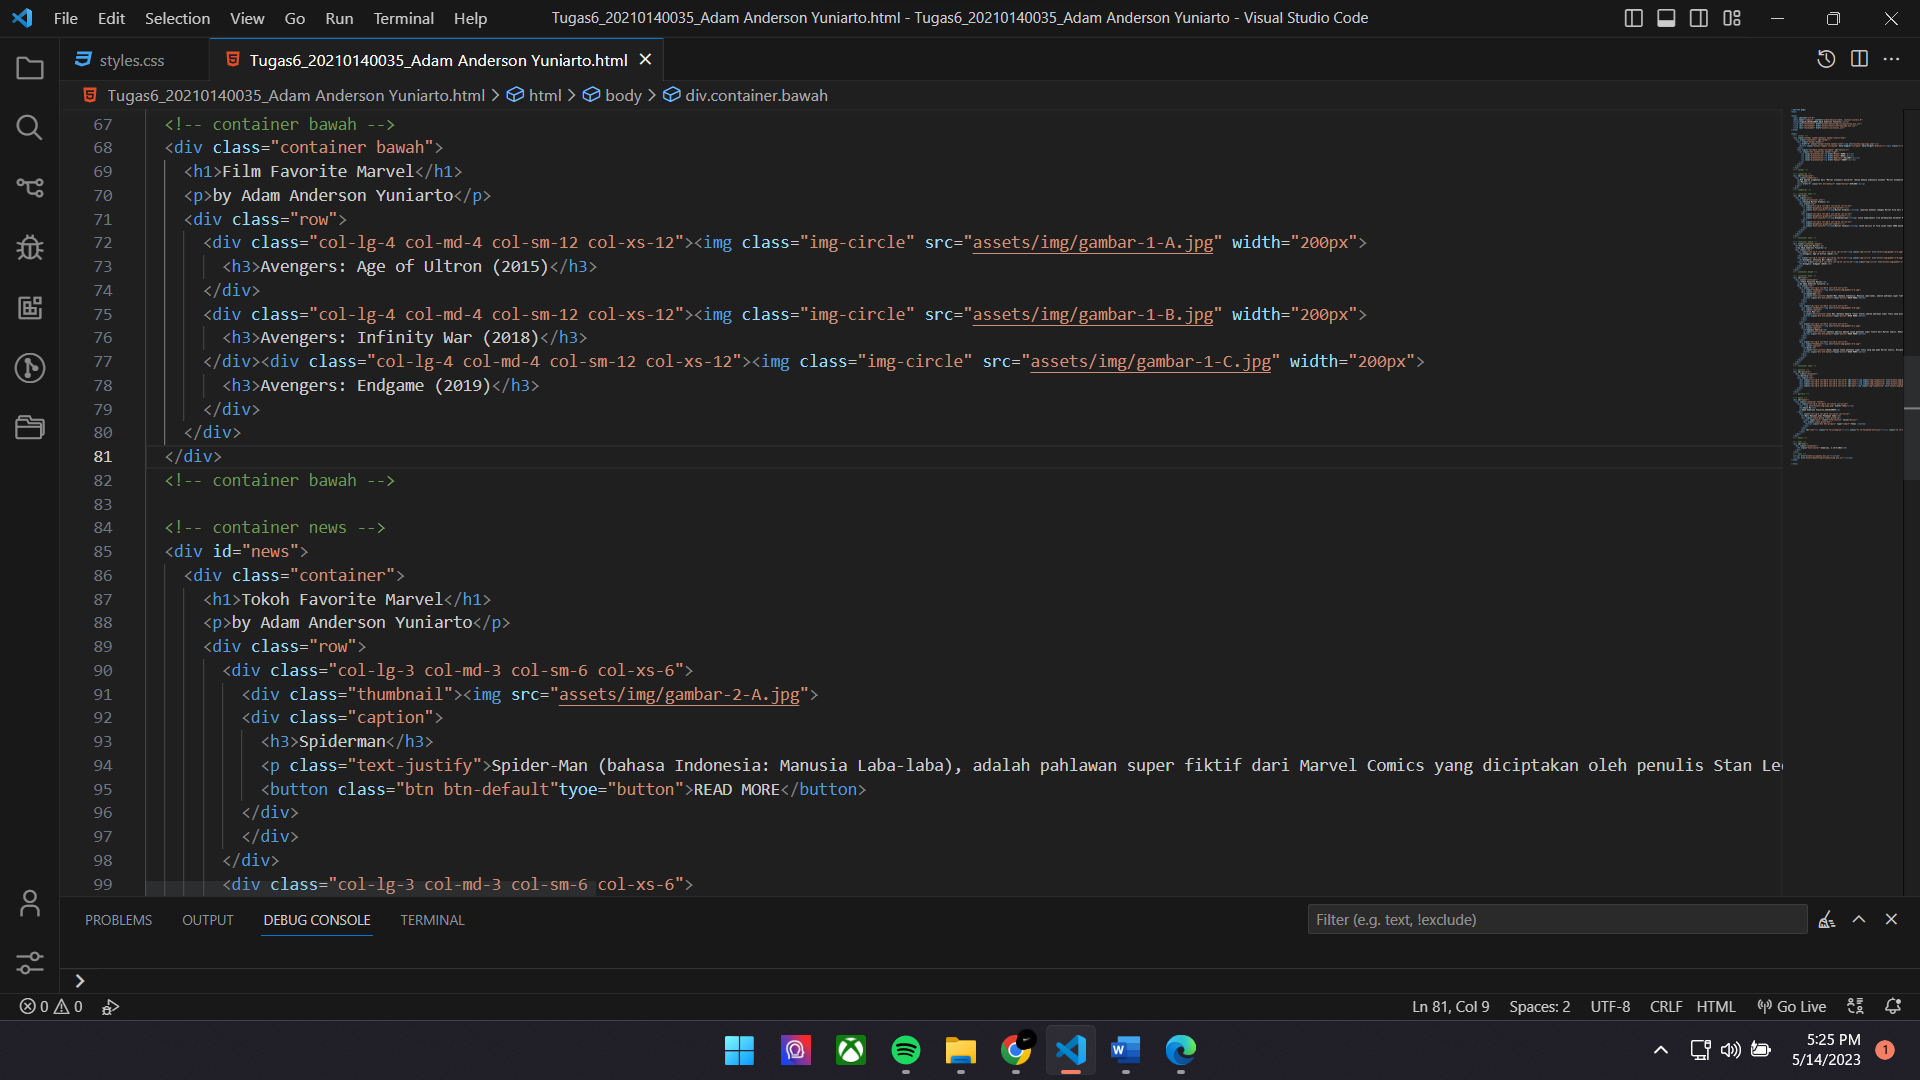 File Edit Selection View Go Run Terminal Help
Tugas6_20210140035_Adam Anderson Yuniarto.html - Tugas6_20210140035_Adam Anderson Yuniarto - Visual Studio Code
styles.css
Tugas6_20210140035_Adam Anderson Yuniarto.html
Tugas6_20210140035_Adam Anderson Yuniarto.html > html > body > div.container.bawah
67 <!-- container bawah -->
68 <div class="container bawah">
69 <h1>Film Favorite Marvel</h1>
70 <p>by Adam Anderson Yuniarto</p>
71 <div class="row">
72 <div class="col-lg-4 col-md-4 col-sm-12 col-xs-12"><img class="img-circle" src="assets/img/gambar-1-A.jpg" width="200px">
73 <h3>Avengers: Age of Ultron (2015)</h3>
74 </div>
75 <div class="col-lg-4 col-md-4 col-sm-12 col-xs-12"><img class="img-circle" src="assets/img/gambar-1-B.jpg" width="200px">
76 <h3>Avengers: Infinity War (2018)</h3>
77 </div><div class="col-lg-4 col-md-4 col-sm-12 col-xs-12"><img class="img-circle" src="assets/img/gambar-1-C.jpg" width="200px">
78 <h3>Avengers: Endgame (2019)</h3>
79 </div>
80 </div>
81 </div>
82 <!-- container bawah -->
83
84 <!-- container news -->
85 <div id="news">
86 <div class="container">
87 <h1>Tokoh Favorite Marvel</h1>
88 <p>by Adam Anderson Yuniarto</p>
89 <div class="row">
90 <div class="col-lg-3 col-md-3 col-sm-6 col-xs-6">
91 <div class="thumbnail"><img src="assets/img/gambar-2-A.jpg">
92 <div class="caption">
93 <h3>Spiderman</h3>
94 <p class="text-justify">Spider-Man (bahasa Indonesia: Manusia Laba-laba), adalah pahlawan super fiktif dari Marvel Comics yang diciptakan oleh penulis Stan Le
95 <button class="btn btn-default"tyoe="button">READ MORE</button>
96 </div>
97 </div>
98 </div>
99 <div class="col-lg-3 col-md-3 col-sm-6 col-xs-6">
PROBLEMS OUTPUT DEBUG CONSOLE TERMINAL
Filter (e.g. text, !exclude)
0 0
Ln 81, Col 9 Spaces: 2 UTF-8 CRLF HTML Go Live
5:25 PM
5/14/2023
1